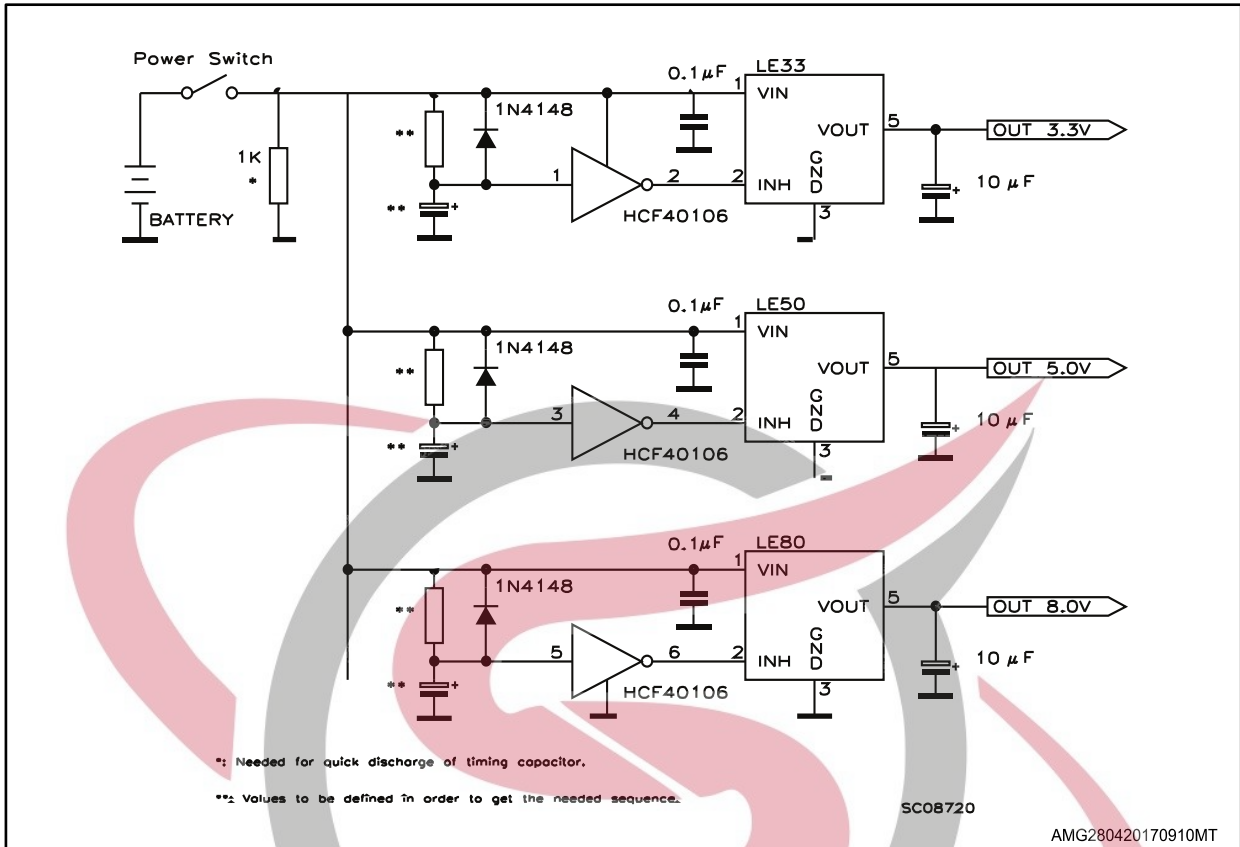 Power Switch
1K
*
BATTERY
**
**
1N4148
1
2
HCF40106
0.1µF
LE33
1
VIN
2
INH
GND
3
VOUT
5
OUT 3.3V
+
10 µF
+
**
**
1N4148
3
4
HCF40106
0.1µF
LE50
1
VIN
2
INH
GND
3
VOUT
5
OUT 5.0V
+
10 µF
+
**
**
1N4148
5
6
HCF40106
0.1µF
LE80
1
VIN
2
INH
GND
3
VOUT
5
OUT 8.0V
+
10 µF
+
*: Needed for quick discharge of timing capacitor.
**: Values to be defined in order to get the needed sequence.
SC08720
AMG280420170910MT